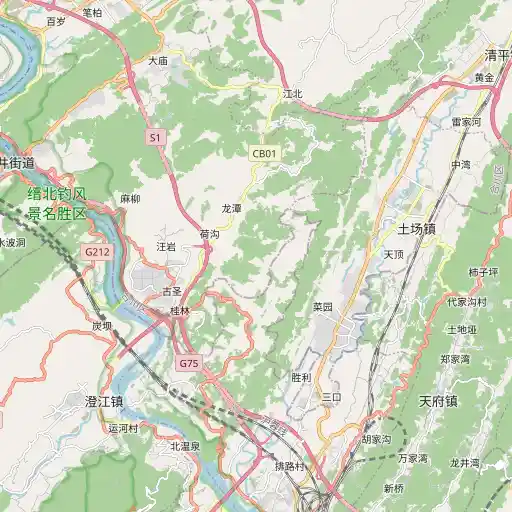 笔柏
百岁
大庙
清平
黄金
江北
雷家河
S1
CB01
合川区
中湾
井街道
缙北钓风
景名胜区
麻柳
龙潭
土场镇
荷沟
水波洞
汪岩
G212
天顶
柿子坪
古圣
代家沟村
桂林
菜园
炭坝
土地垭
郑家湾
G75
胜利
澄江镇
三口
天府镇
运河村
北温泉
胡家沟
万家湾
龙井湾
拂路村
新桥